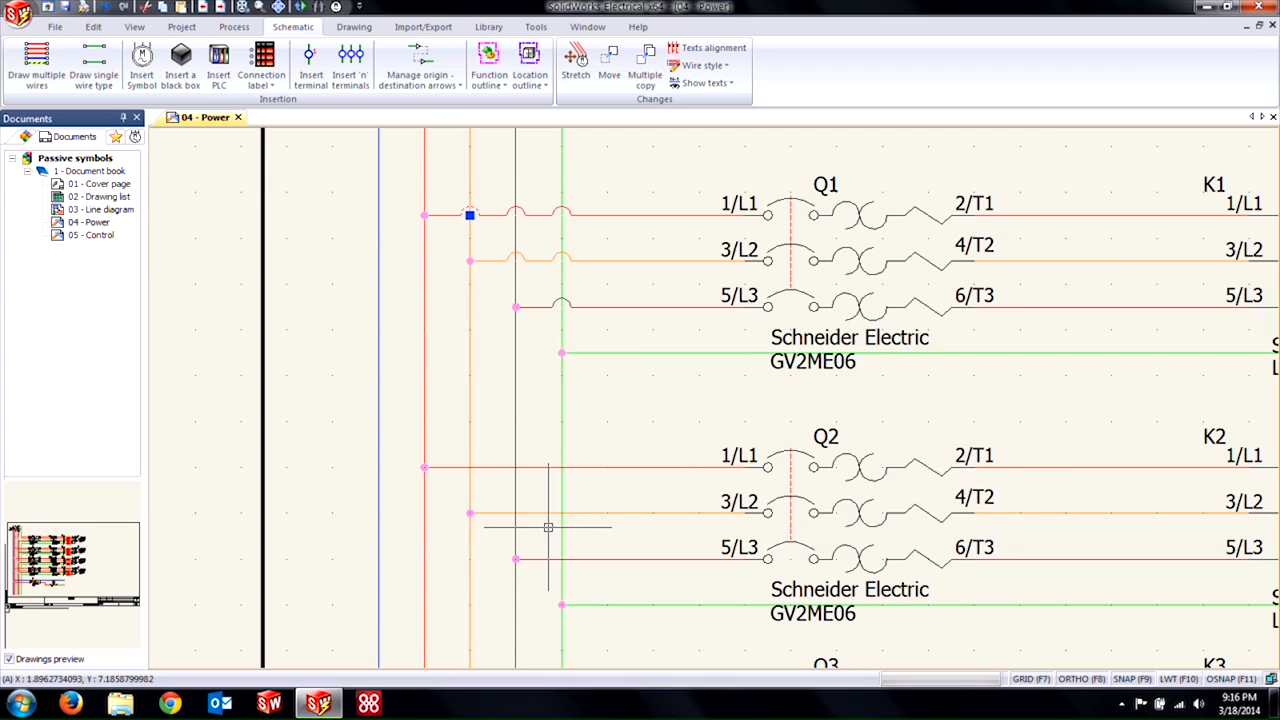 SolidWorks Electrical x64 - [04 - Power]
File Edit View Project Process Schematic Drawing Import/Export Library Tools Window Help
Draw multiple wires
Draw single wire type
Insert Symbol
Insert a black box
Insert PLC
Connection label
Insert terminal
Insert 'n' terminals
Manage origin - destination arrows
Function outline
Location outline
Stretch
Move
Multiple copy
Texts alignment
Wire style
Show texts
Insertion
Changes
Documents
04 - Power
Documents
Passive symbols
1 - Document book
01 - Cover page
02 - Drawing list
03 - Line diagram
04 - Power
05 - Control
Q1 K1
1/L1 2/T1 1/L1
3/L2 4/T2 3/L2
5/L3 6/T3 5/L3
Schneider Electric
GV2ME06
Q2 K2
1/L1 2/T1 1/L1
3/L2 4/T2 3/L2
5/L3 6/T3 5/L3
Schneider Electric
GV2ME06
Q3 K3
Drawings preview
(A) X : 1.8962734093, Y : 7.1858799982
GRID (F7) ORTHO (F8) SNAP (F9) LWT (F10) OSNAP (F11)
9:16 PM
3/18/2014